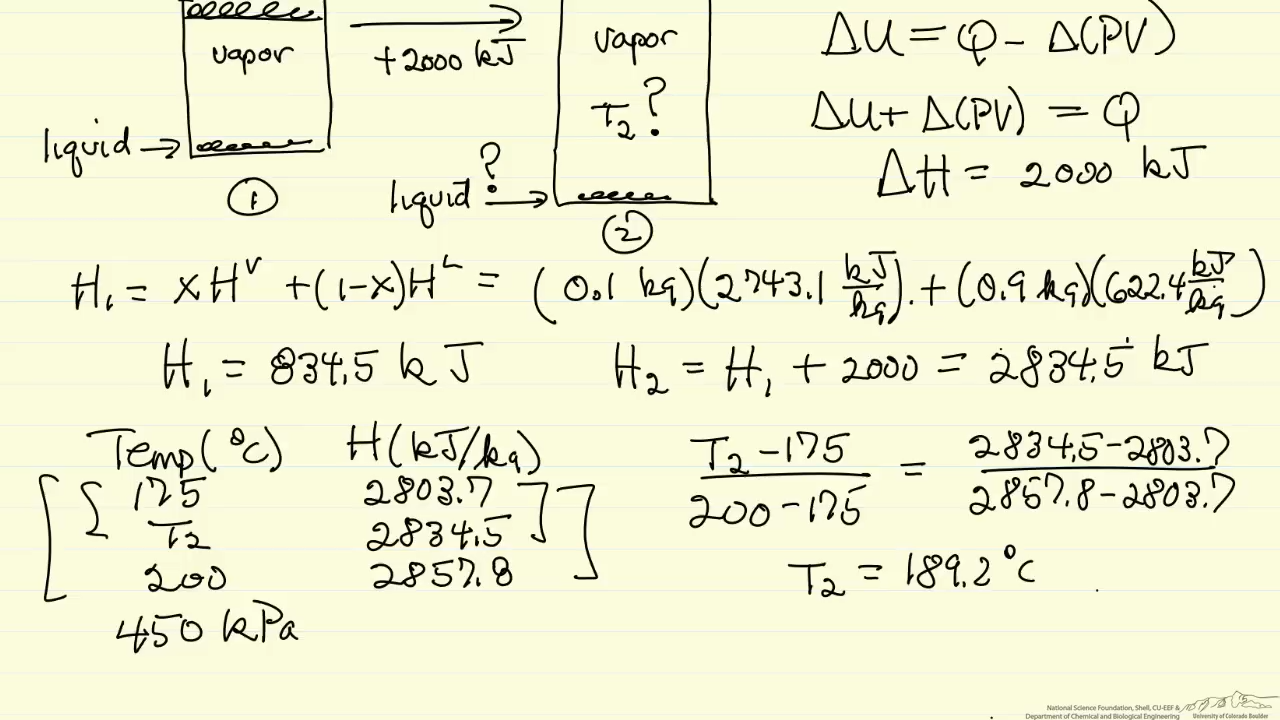 vapor
+2000 kJ
liquid →
①
vapor
T₂ ?
liquid ? →
②
ΔU = Q - Δ(PV)
ΔU + Δ(PV) = Q
ΔH = 2000 kJ
H₁ = xHⱽ + (1-x)Hᴸ = (0.1 kg)(2743.1 kJ/kg) + (0.9 kg)(622.4 kJ/kg)
H₁ = 834.5 kJ
H₂ = H₁ + 2000 = 2834.5 kJ
Temp(°C) H(kJ/kg)
175 2803.7
T₂ 2834.5
200 2857.8
450 kPa
(T₂ - 175)/(200 - 175) = (2834.5 - 2803.7)/(2857.8 - 2803.7)
T₂ = 189.2 °C
National Science Foundation, Shell, CU-EEF &
Department of Chemical and Biological Engineering
University of Colorado Boulder